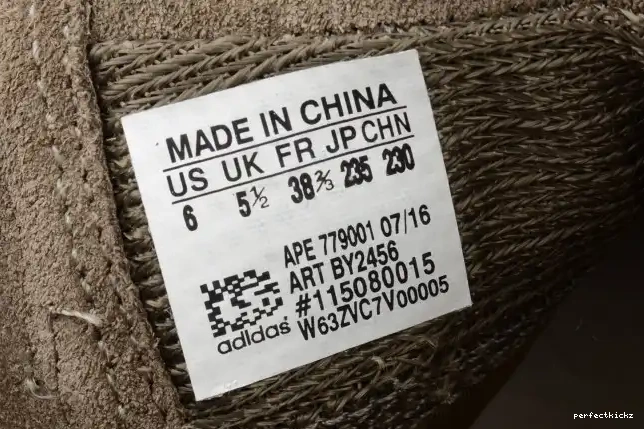 MADE IN CHINA
US UK FR JP CHN
6 5½ 38⅔ 235 230
APE 779001 07/16
ART BY2456
#115080015
W63ZVC7V00005
adidas
perfectkickz